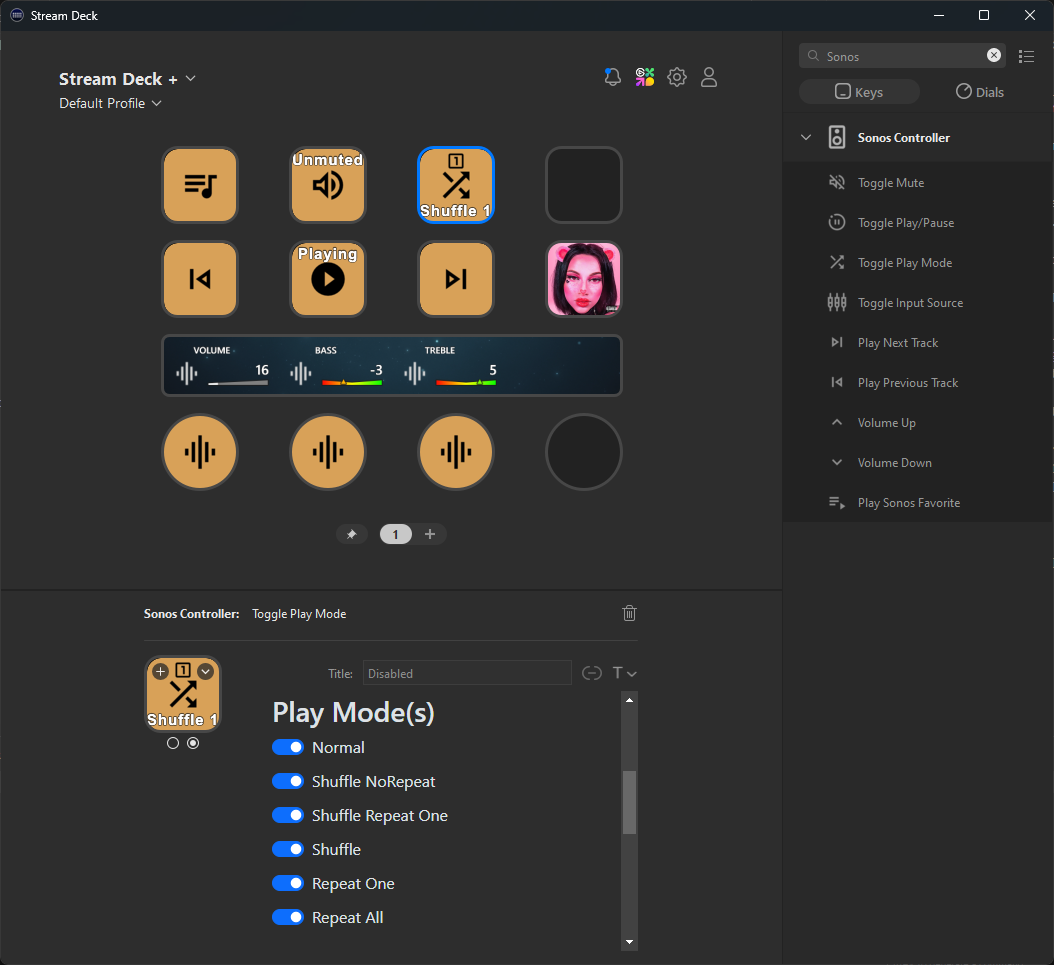 Stream Deck
Stream Deck +
Default Profile
Unmuted
1
Shuffle 1
Playing
VOLUME
16
BASS
-3
TREBLE
5
1
Sonos
Keys
Dials
Sonos Controller
Toggle Mute
Toggle Play/Pause
Toggle Play Mode
Toggle Input Source
Play Next Track
Play Previous Track
Volume Up
Volume Down
Play Sonos Favorite
Sonos Controller: Toggle Play Mode
1
Shuffle 1
Title: Disabled
T
Play Mode(s)
Normal
Shuffle NoRepeat
Shuffle Repeat One
Shuffle
Repeat One
Repeat All